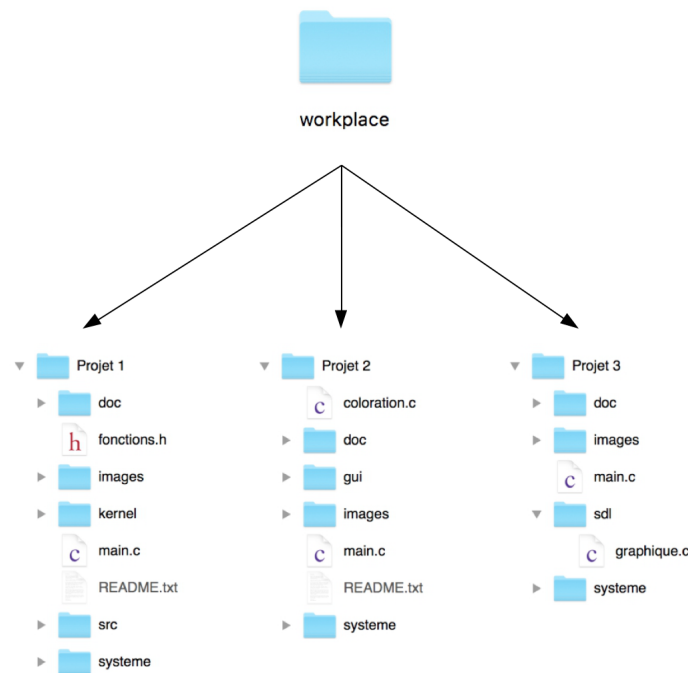 workplace
Projet 1
doc
h fonctions.h
images
kernel
c main.c
README.txt
src
systeme
Projet 2
c coloration.c
doc
gui
images
c main.c
README.txt
systeme
Projet 3
doc
images
c main.c
sdl
c graphique.c
systeme